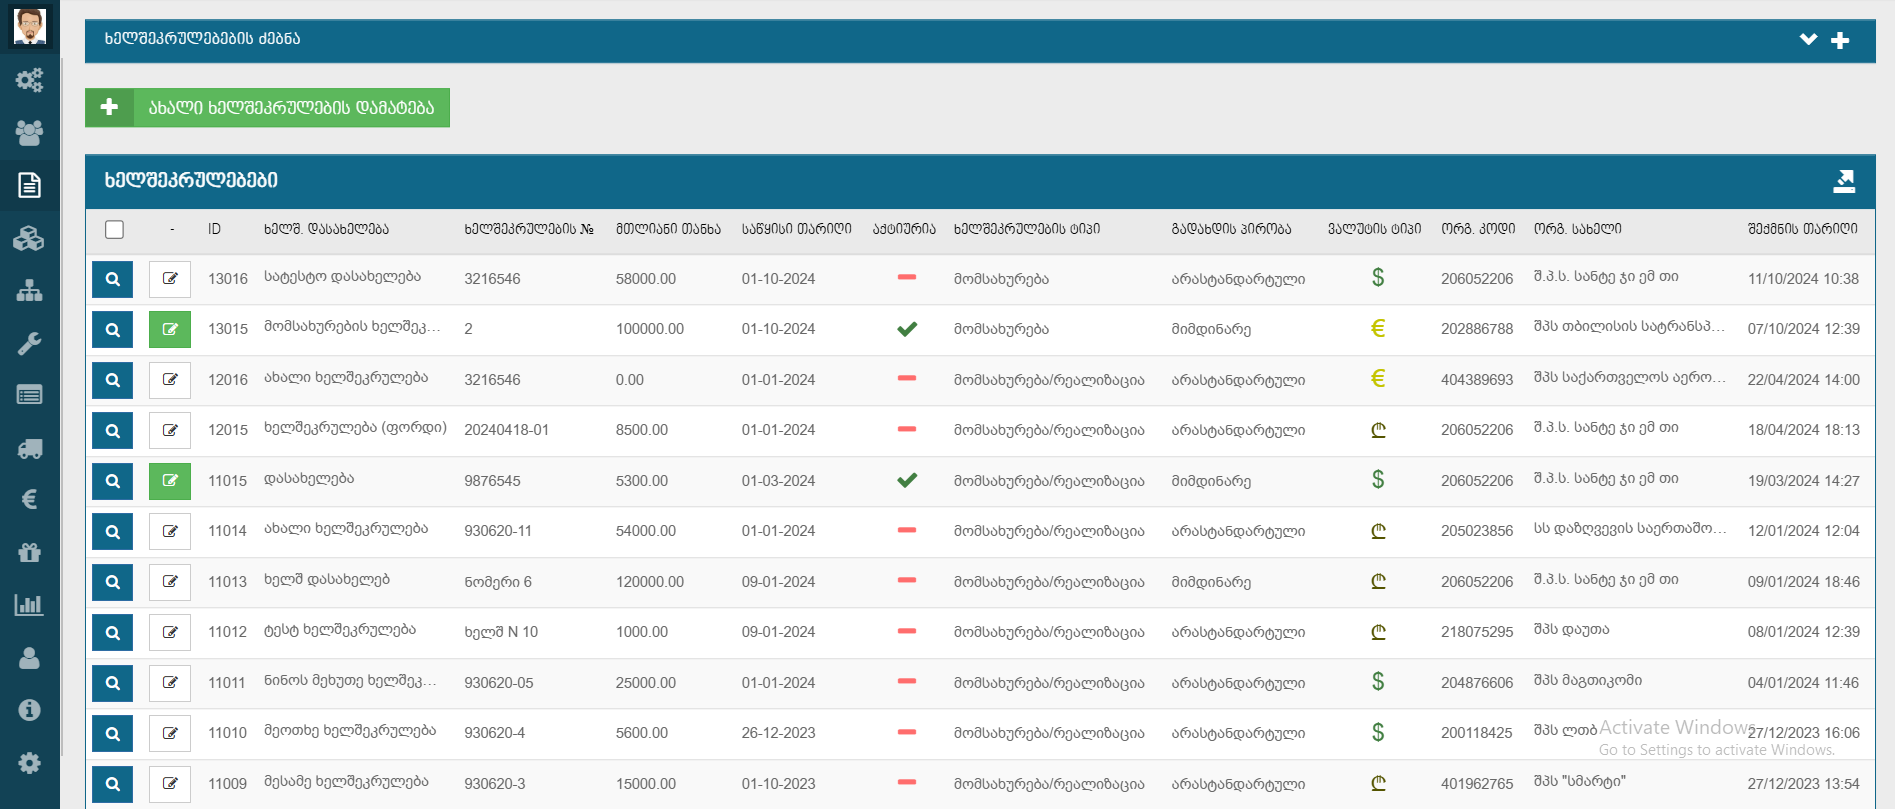 ხელშეკრულებების ძებნა
ახალი ხელშეკრულების დამატება
ხელშეკრულებები
- ID ხელშ. დასახელება ხელშეკრულების № მთლიანი თანხა საწყისი თარიღი აქტიურია ხელშეკრულების ტიპი გადახდის პირობა ვალუტის ტიპი ორგ. კოდი ორგ. სახელი შექმნის თარიღი
13016 სატესტო დასახელება 3216546 58000.00 01-10-2024 მომსახურება არასტანდარტული $ 206052206 შ.პ.ს. სანტე ჯი ემ თი 11/10/2024 10:38
13015 მომსახურების ხელშეკ... 2 100000.00 01-10-2024 მომსახურება მიმდინარე € 202886788 შპს თბილისის სატრანსპ... 07/10/2024 12:39
12016 ახალი ხელშეკრულება 3216546 0.00 01-01-2024 მომსახურება/რეალიზაცია არასტანდარტული € 404389693 შპს საქართველოს აერო... 22/04/2024 14:00
12015 ხელშეკრულება (ფორდი) 20240418-01 8500.00 01-01-2024 მომსახურება/რეალიზაცია არასტანდარტული ₾ 206052206 შ.პ.ს. სანტე ჯი ემ თი 18/04/2024 18:13
11015 დასახელება 9876545 5300.00 01-03-2024 მომსახურება/რეალიზაცია მიმდინარე $ 206052206 შ.პ.ს. სანტე ჯი ემ თი 19/03/2024 14:27
11014 ახალი ხელშეკრულება 930620-11 54000.00 01-01-2024 მომსახურება/რეალიზაცია არასტანდარტული ₾ 205023856 სს დაზღვევის საერთაშო... 12/01/2024 12:04
11013 ხელშ დასახელებ ნომერი 6 120000.00 09-01-2024 მომსახურება/რეალიზაცია მიმდინარე ₾ 206052206 შ.პ.ს. სანტე ჯი ემ თი 09/01/2024 18:46
11012 ტესტ ხელშეკრულება ხელშ N 10 1000.00 09-01-2024 მომსახურება/რეალიზაცია არასტანდარტული ₾ 218075295 შპს დაუთა 08/01/2024 12:39
11011 ნინოს მეხუთე ხელშეკ... 930620-05 25000.00 01-01-2024 მომსახურება/რეალიზაცია არასტანდარტული $ 204876606 შპს მაგთიკომი 04/01/2024 11:46
11010 მეოთხე ხელშეკრულება 930620-4 5600.00 26-12-2023 მომსახურება/რეალიზაცია არასტანდარტული $ 200118425 შპს ლთბ 27/12/2023 16:06
Activate Windows
Go to Settings to activate Windows.
11009 მესამე ხელშეკრულება 930620-3 15000.00 01-10-2023 მომსახურება/რეალიზაცია არასტანდარტული ₾ 401962765 შპს "სმარტი" 27/12/2023 13:54